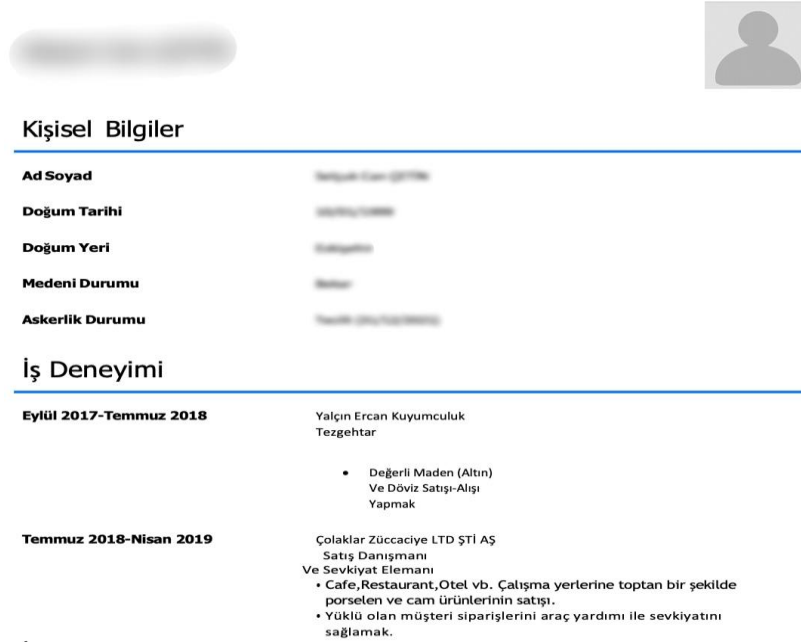 Kişisel Bilgiler
Ad Soyad
Doğum Tarihi
Doğum Yeri
Medeni Durumu
Askerlik Durumu
İş Deneyimi
Eylül 2017-Temmuz 2018
Yalçın Ercan Kuyumculuk
Tezgehtar
• Değerli Maden (Altın)
Ve Döviz Satışı-Alışı
Yapmak
Temmuz 2018-Nisan 2019
Çolaklar Züccaciye LTD ŞTİ AŞ
Satış Danışmanı
Ve Sevkiyat Elemanı
• Cafe,Restaurant,Otel vb. Çalışma yerlerine toptan bir şekilde
porselen ve cam ürünlerinin satışı.
• Yüklü olan müşteri siparişlerini araç yardımı ile sevkiyatını
sağlamak.